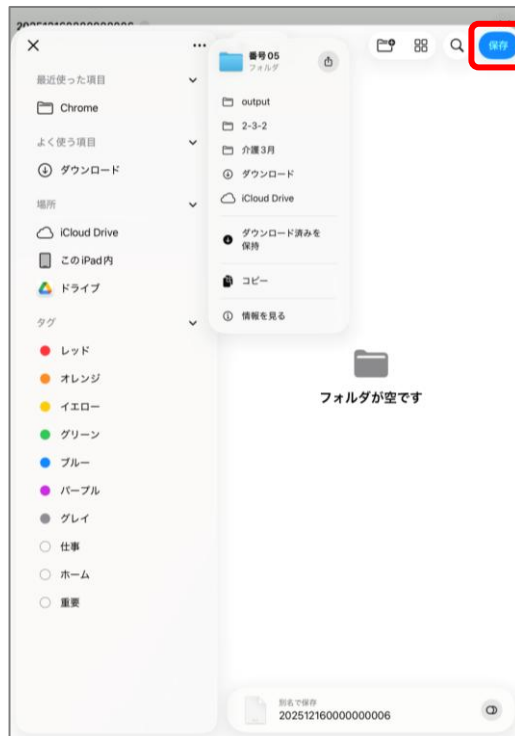 最近使った項目
Chrome
よく使う項目
ダウンロード
場所
iCloud Drive
この iPad 内
ドライブ
タグ
レッド
オレンジ
イエロー
グリーン
ブルー
パープル
グレイ
仕事
ホーム
重要
番号05
フォルダ
output
2-3-2
介護3月
ダウンロード
iCloud Drive
ダウンロード済みを
保持
コピー
情報を見る
保存
フォルダが空です
別名で保存
202512160000000006